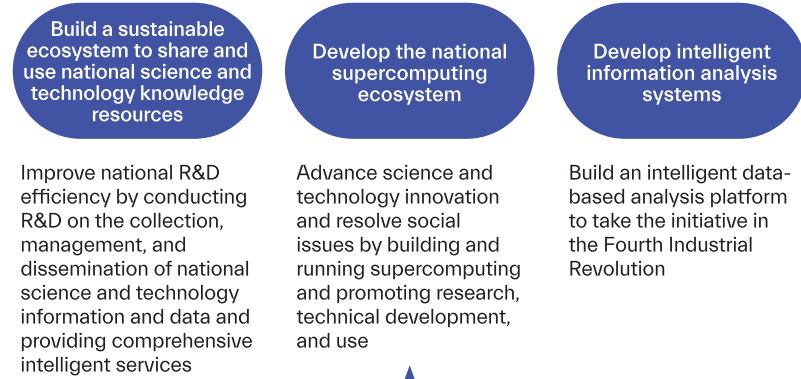 Build a sustainable
ecosystem to share and
use national science and
technology knowledge
resources
Develop the national
supercomputing
ecosystem
Develop intelligent
information analysis
systems
Improve national R&D
efficiency by conducting
R&D on the collection,
management, and
dissemination of national
science and technology
information and data and
providing comprehensive
intelligent services
Advance science and
technology innovation
and resolve social
issues by building and
running supercomputing
and promoting research,
technical development,
and use
Build an intelligent data-
based analysis platform
to take the initiative in
the Fourth Industrial
Revolution